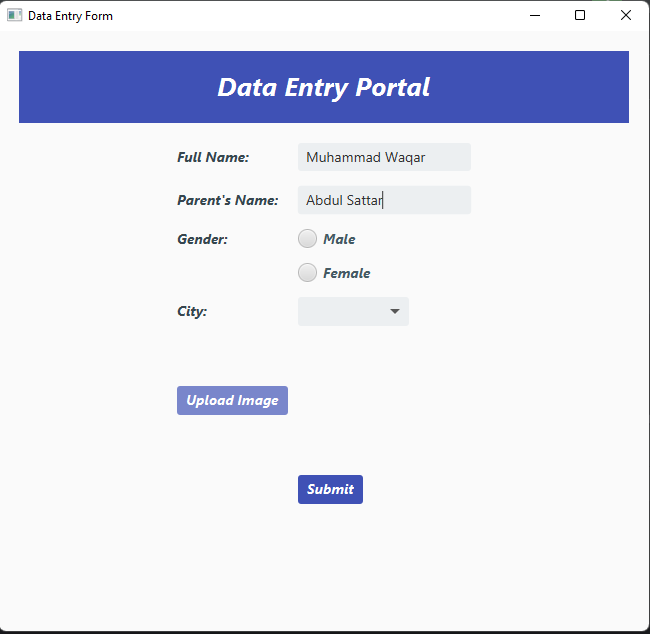 Data Entry Form
Data Entry Portal
Full Name: Muhammad Waqar
Parent's Name: Abdul Sattar
Gender: Male
Female
City:
Upload Image
Submit